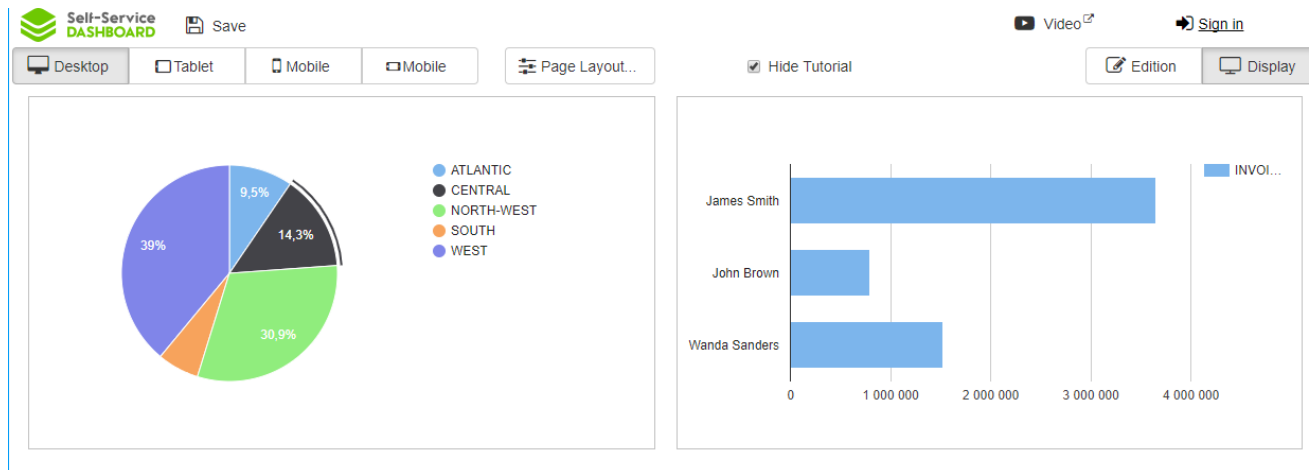 Self-Service
DASHBOARD
Save
Video
Sign in
Desktop
Tablet
Mobile
Mobile
Page Layout...
Hide Tutorial
Edition
Display
9,5%
14,3%
39%
30,9%
ATLANTIC
CENTRAL
NORTH-WEST
SOUTH
WEST
INVOI...
James Smith
John Brown
Wanda Sanders
0
1 000 000
2 000 000
3 000 000
4 000 000